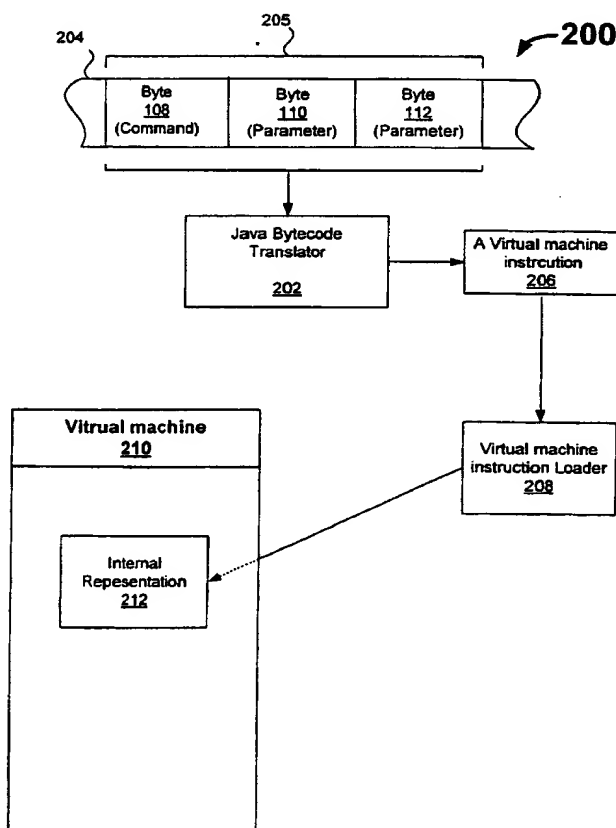 205
204
200
Byte Byte Byte
108 110 112
(Command) (Parameter) (Parameter)
Java Bytecode
Translator
202
A Virtual machine
instrcution
206
Vitrual machine
210
Virtual machine
instruction Loader
208
Internal
Repesentation
212